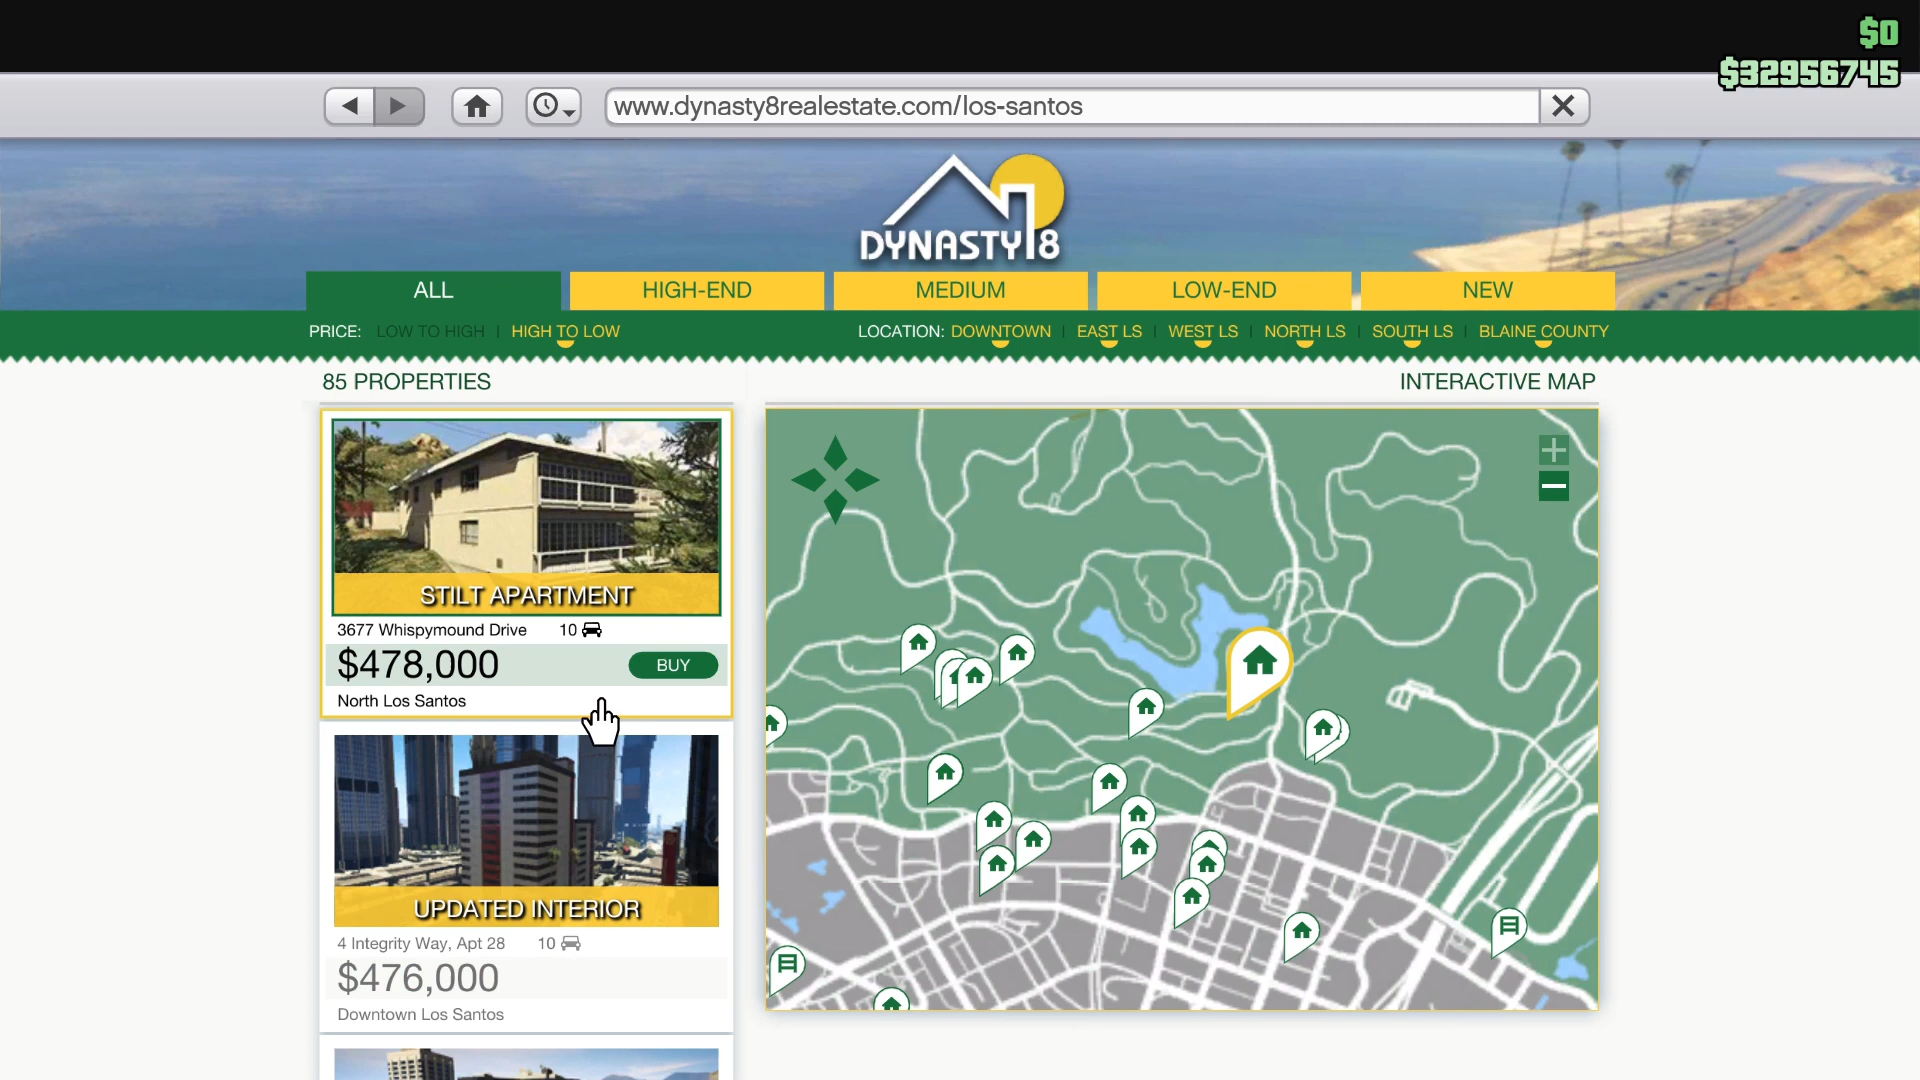 $0
$32956745
www.dynasty8realestate.com/los-santos
DYNASTY 8
ALL
HIGH-END
MEDIUM
LOW-END
NEW
PRICE: LOW TO HIGH | HIGH TO LOW
LOCATION: DOWNTOWN | EAST LS | WEST LS | NORTH LS | SOUTH LS | BLAINE COUNTY
85 PROPERTIES
INTERACTIVE MAP
STILT APARTMENT
3677 Whispymound Drive 10
$478,000
BUY
North Los Santos
UPDATED INTERIOR
4 Integrity Way, Apt 28 10
$476,000
Downtown Los Santos